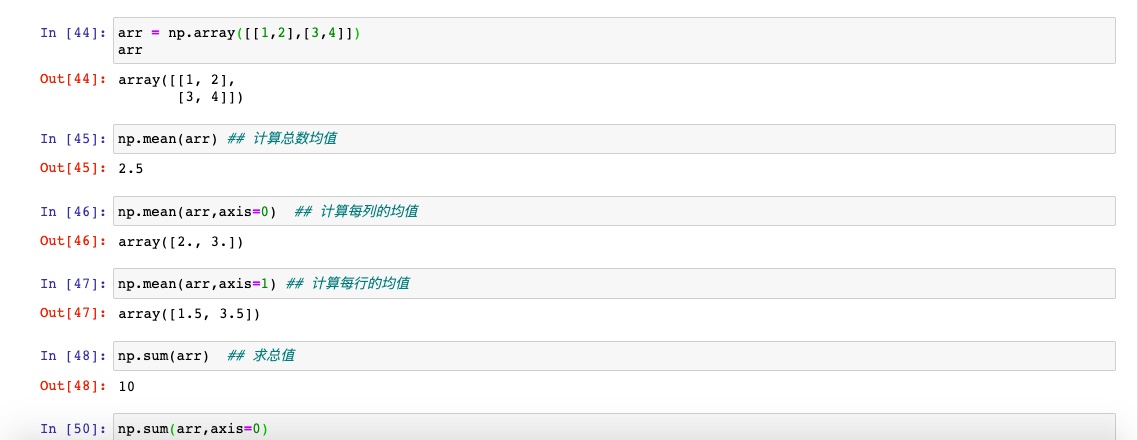 In [44]: arr = np.array([[1,2],[3,4]])
arr
Out[44]: array([[1, 2],
[3, 4]])
In [45]: np.mean(arr) ## 计算总数均值
Out[45]: 2.5
In [46]: np.mean(arr,axis=0)  ## 计算每列的均值
Out[46]: array([2., 3.])
In [47]: np.mean(arr,axis=1) ## 计算每行的均值
Out[47]: array([1.5, 3.5])
In [48]: np.sum(arr)  ## 求总值
Out[48]: 10
In [50]: np.sum(arr,axis=0)